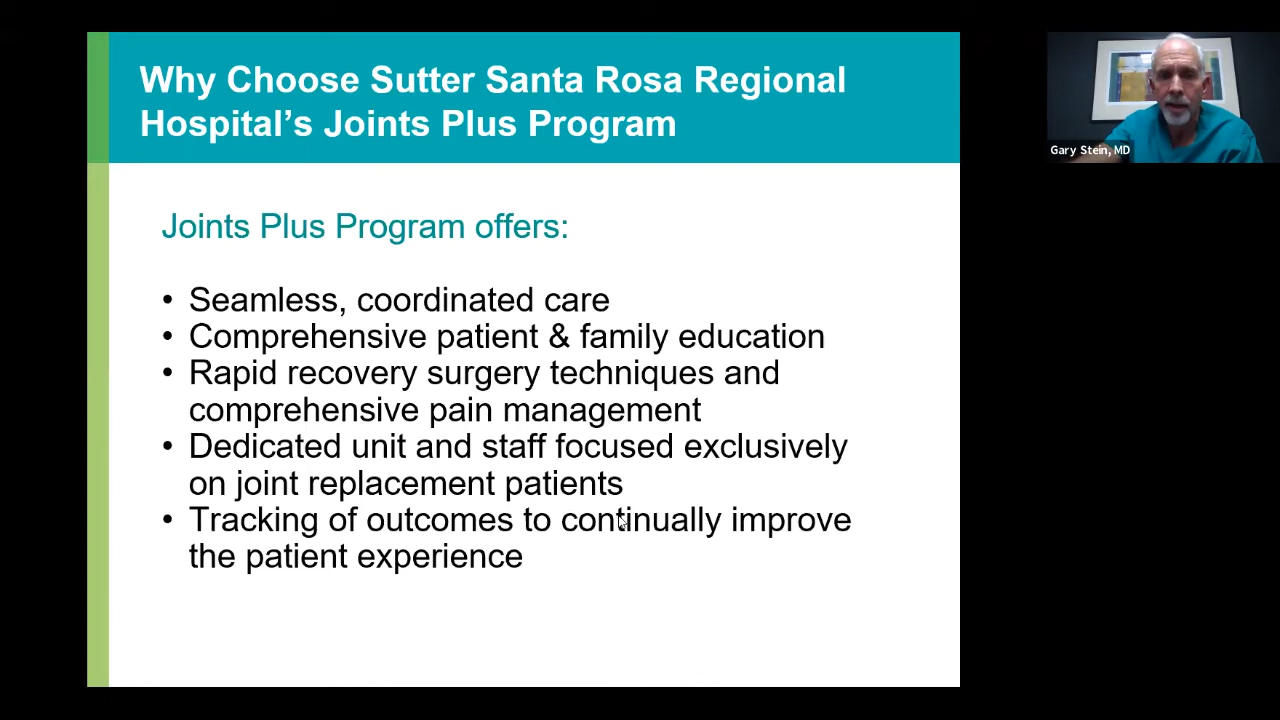 Why Choose Sutter Santa Rosa Regional
Hospital’s Joints Plus Program
Gary Stein, MD
Joints Plus Program offers:
• Seamless, coordinated care
• Comprehensive patient & family education
• Rapid recovery surgery techniques and
comprehensive pain management
• Dedicated unit and staff focused exclusively
on joint replacement patients
• Tracking of outcomes to continually improve
the patient experience